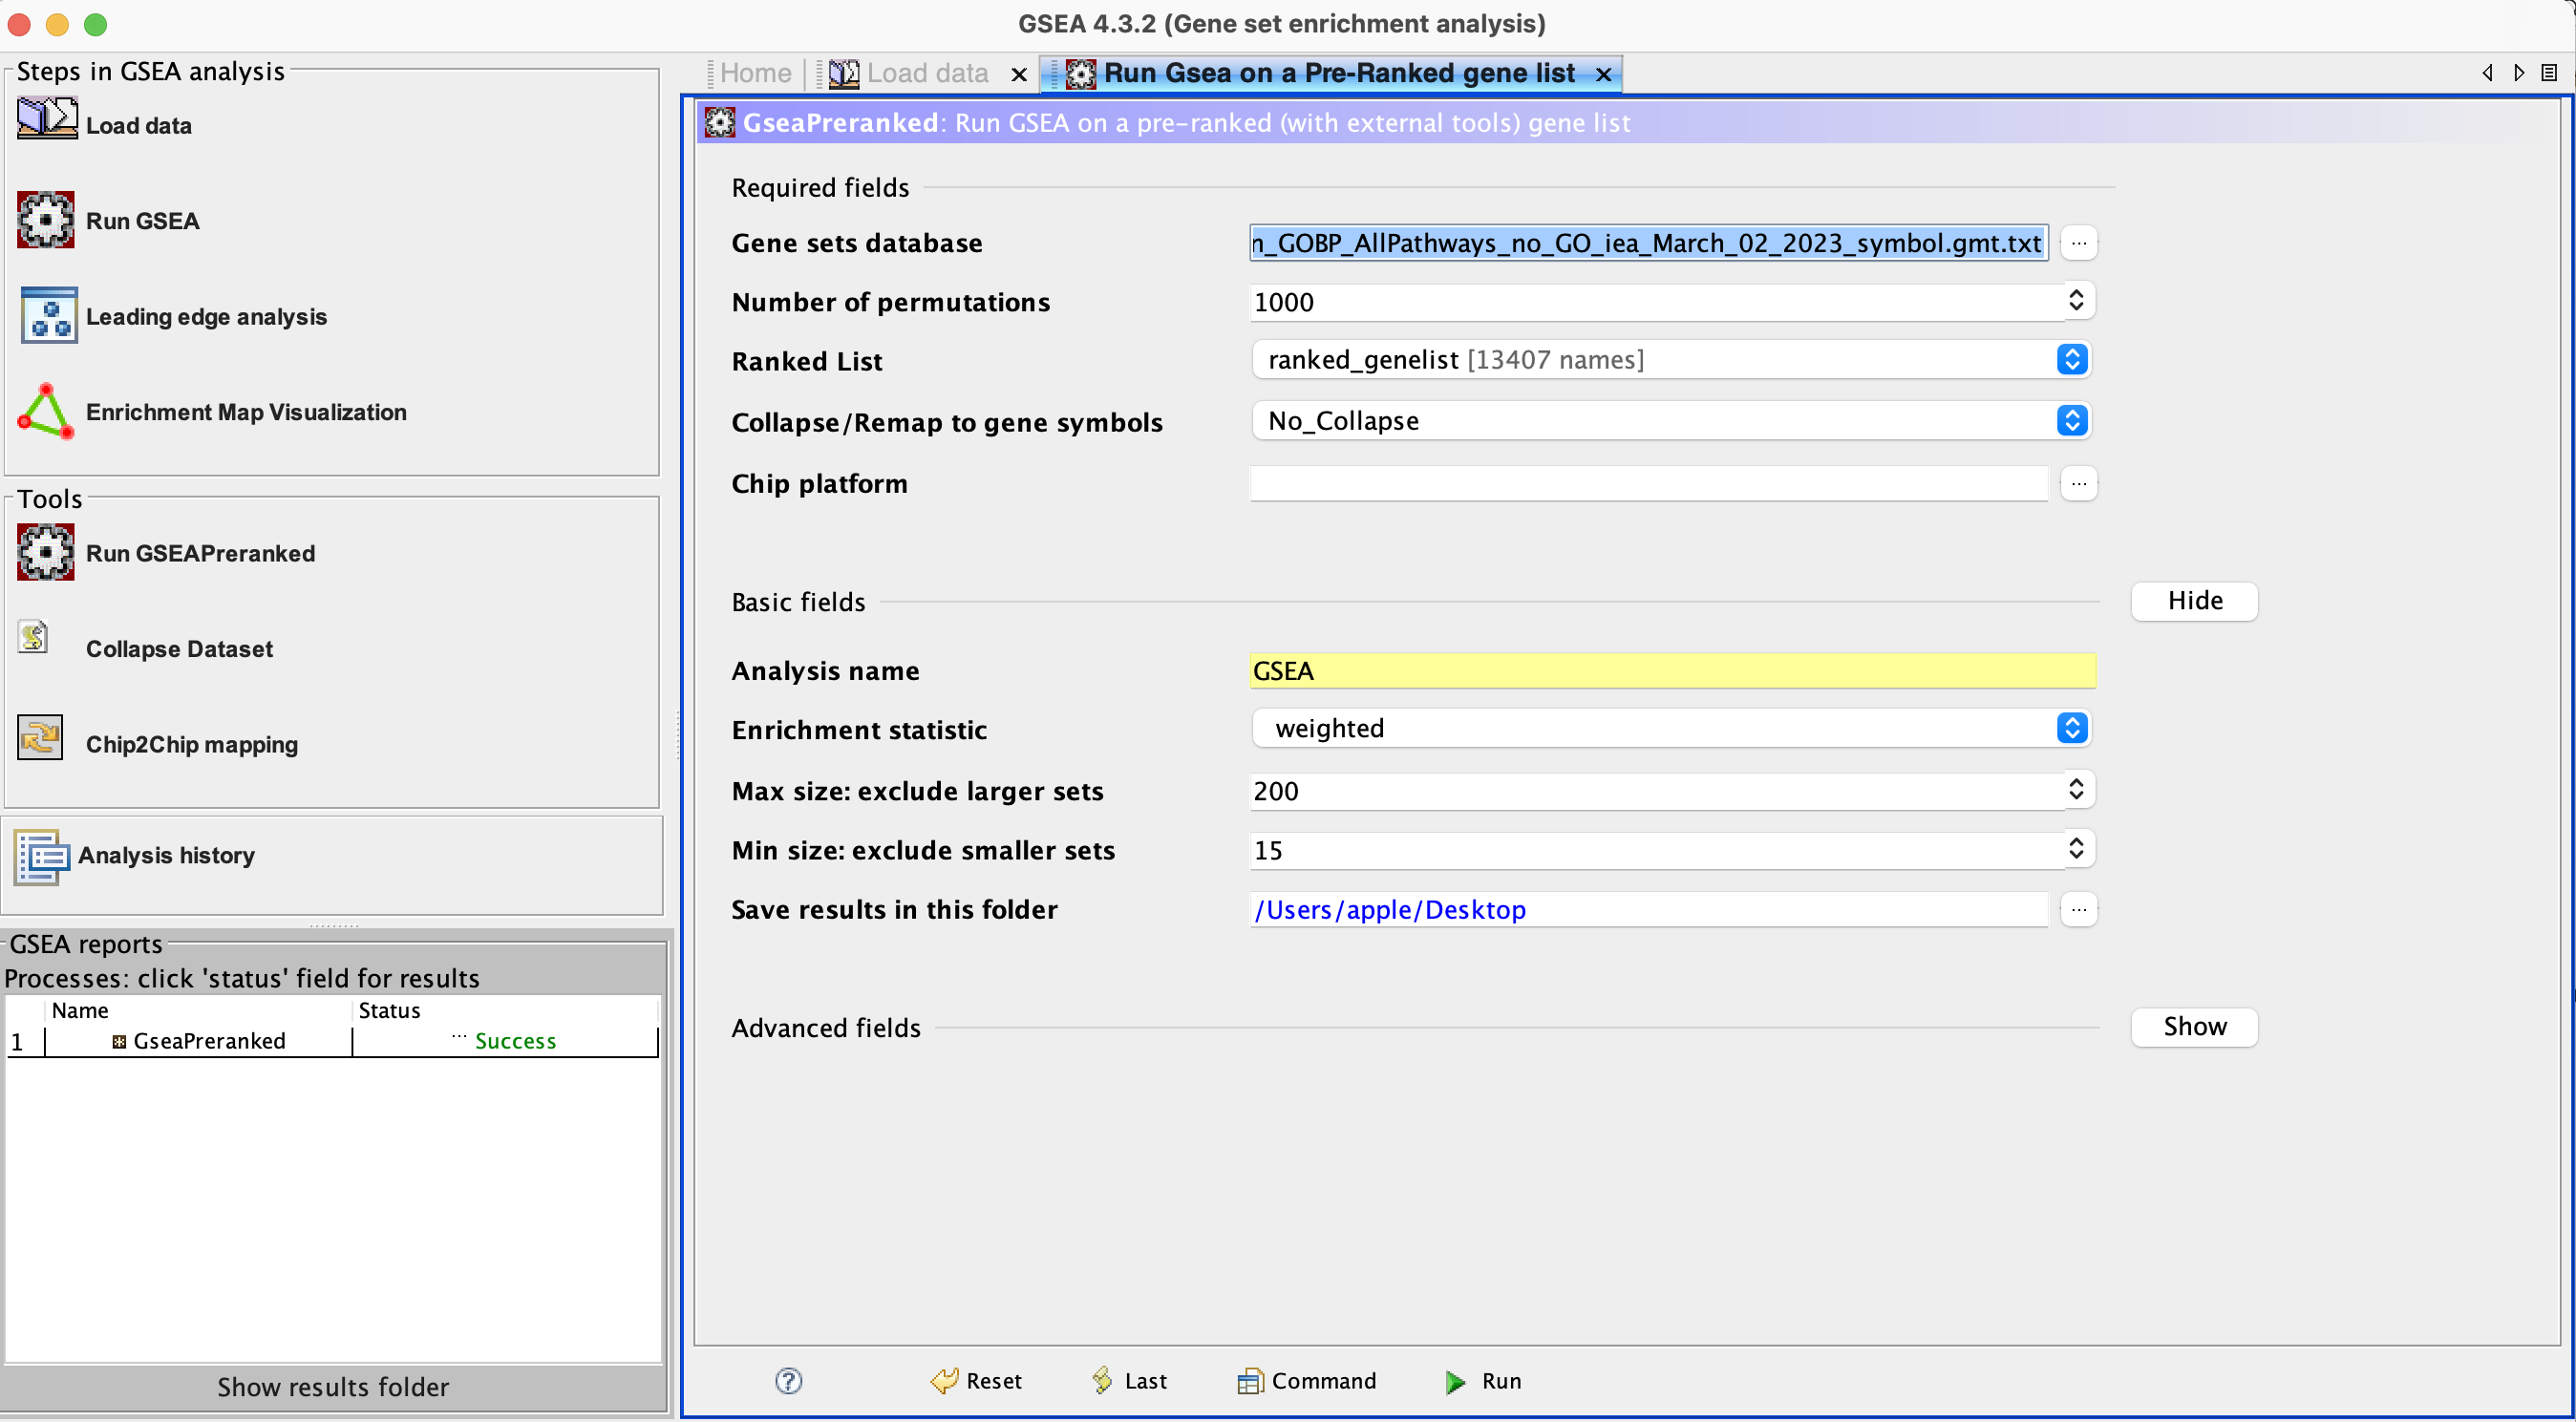 GSEA 4.3.2 (Gene set enrichment analysis)
Steps in GSEA analysis
Load data
Run GSEA
Leading edge analysis
Enrichment Map Visualization
Tools
Run GSEAPreranked
Collapse Dataset
Chip2Chip mapping
Analysis history
GSEA reports
Processes: click 'status' field for results
Name Status
1 GseaPreranked ... Success
Show results folder
Home Load data Run Gsea on a Pre-Ranked gene list
GseaPreranked: Run GSEA on a pre-ranked (with external tools) gene list
Required fields
Gene sets database n_GOBP_AllPathways_no_GO_iea_March_02_2023_symbol.gmt.txt ...
Number of permutations 1000
Ranked List ranked_genelist [13407 names]
Collapse/Remap to gene symbols No_Collapse
Chip platform ...
Basic fields Hide
Analysis name GSEA
Enrichment statistic weighted
Max size: exclude larger sets 200
Min size: exclude smaller sets 15
Save results in this folder /Users/apple/Desktop ...
Advanced fields Show
? Reset Last Command Run